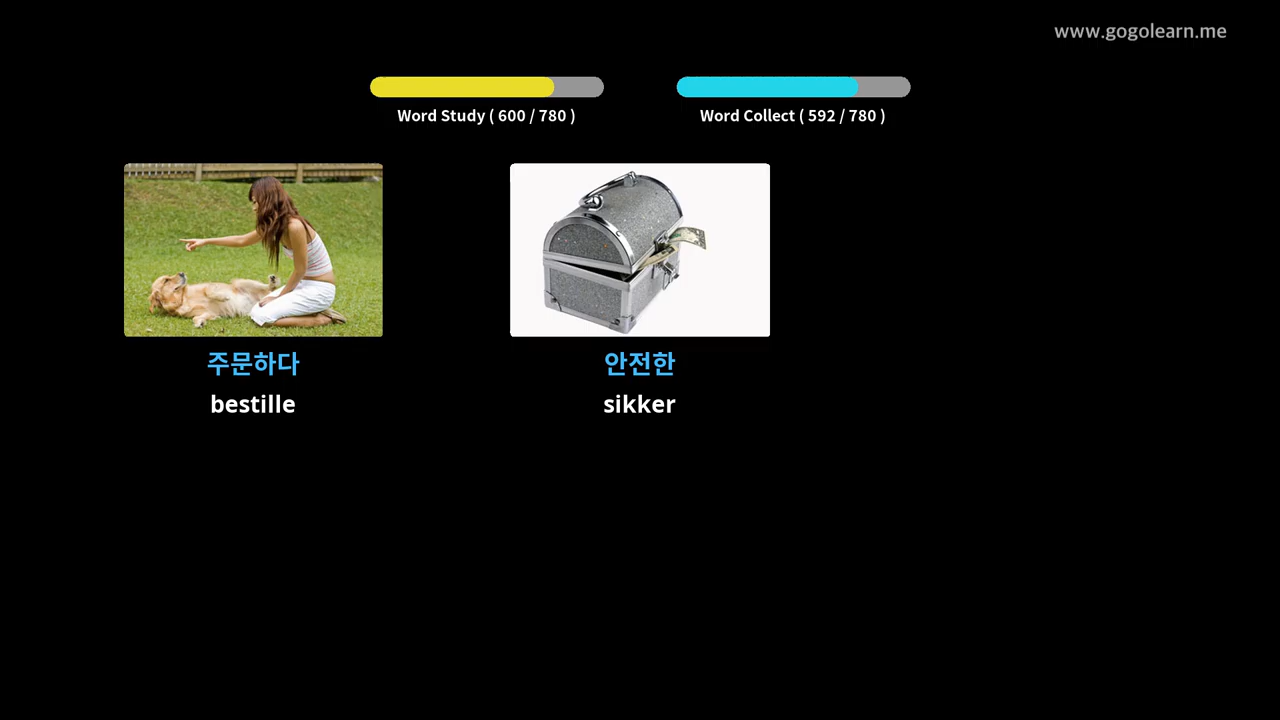 www.gogolearn.me
Word Study ( 600 / 780 )
Word Collect ( 592 / 780 )
주문하다
bestille
안전한
sikker